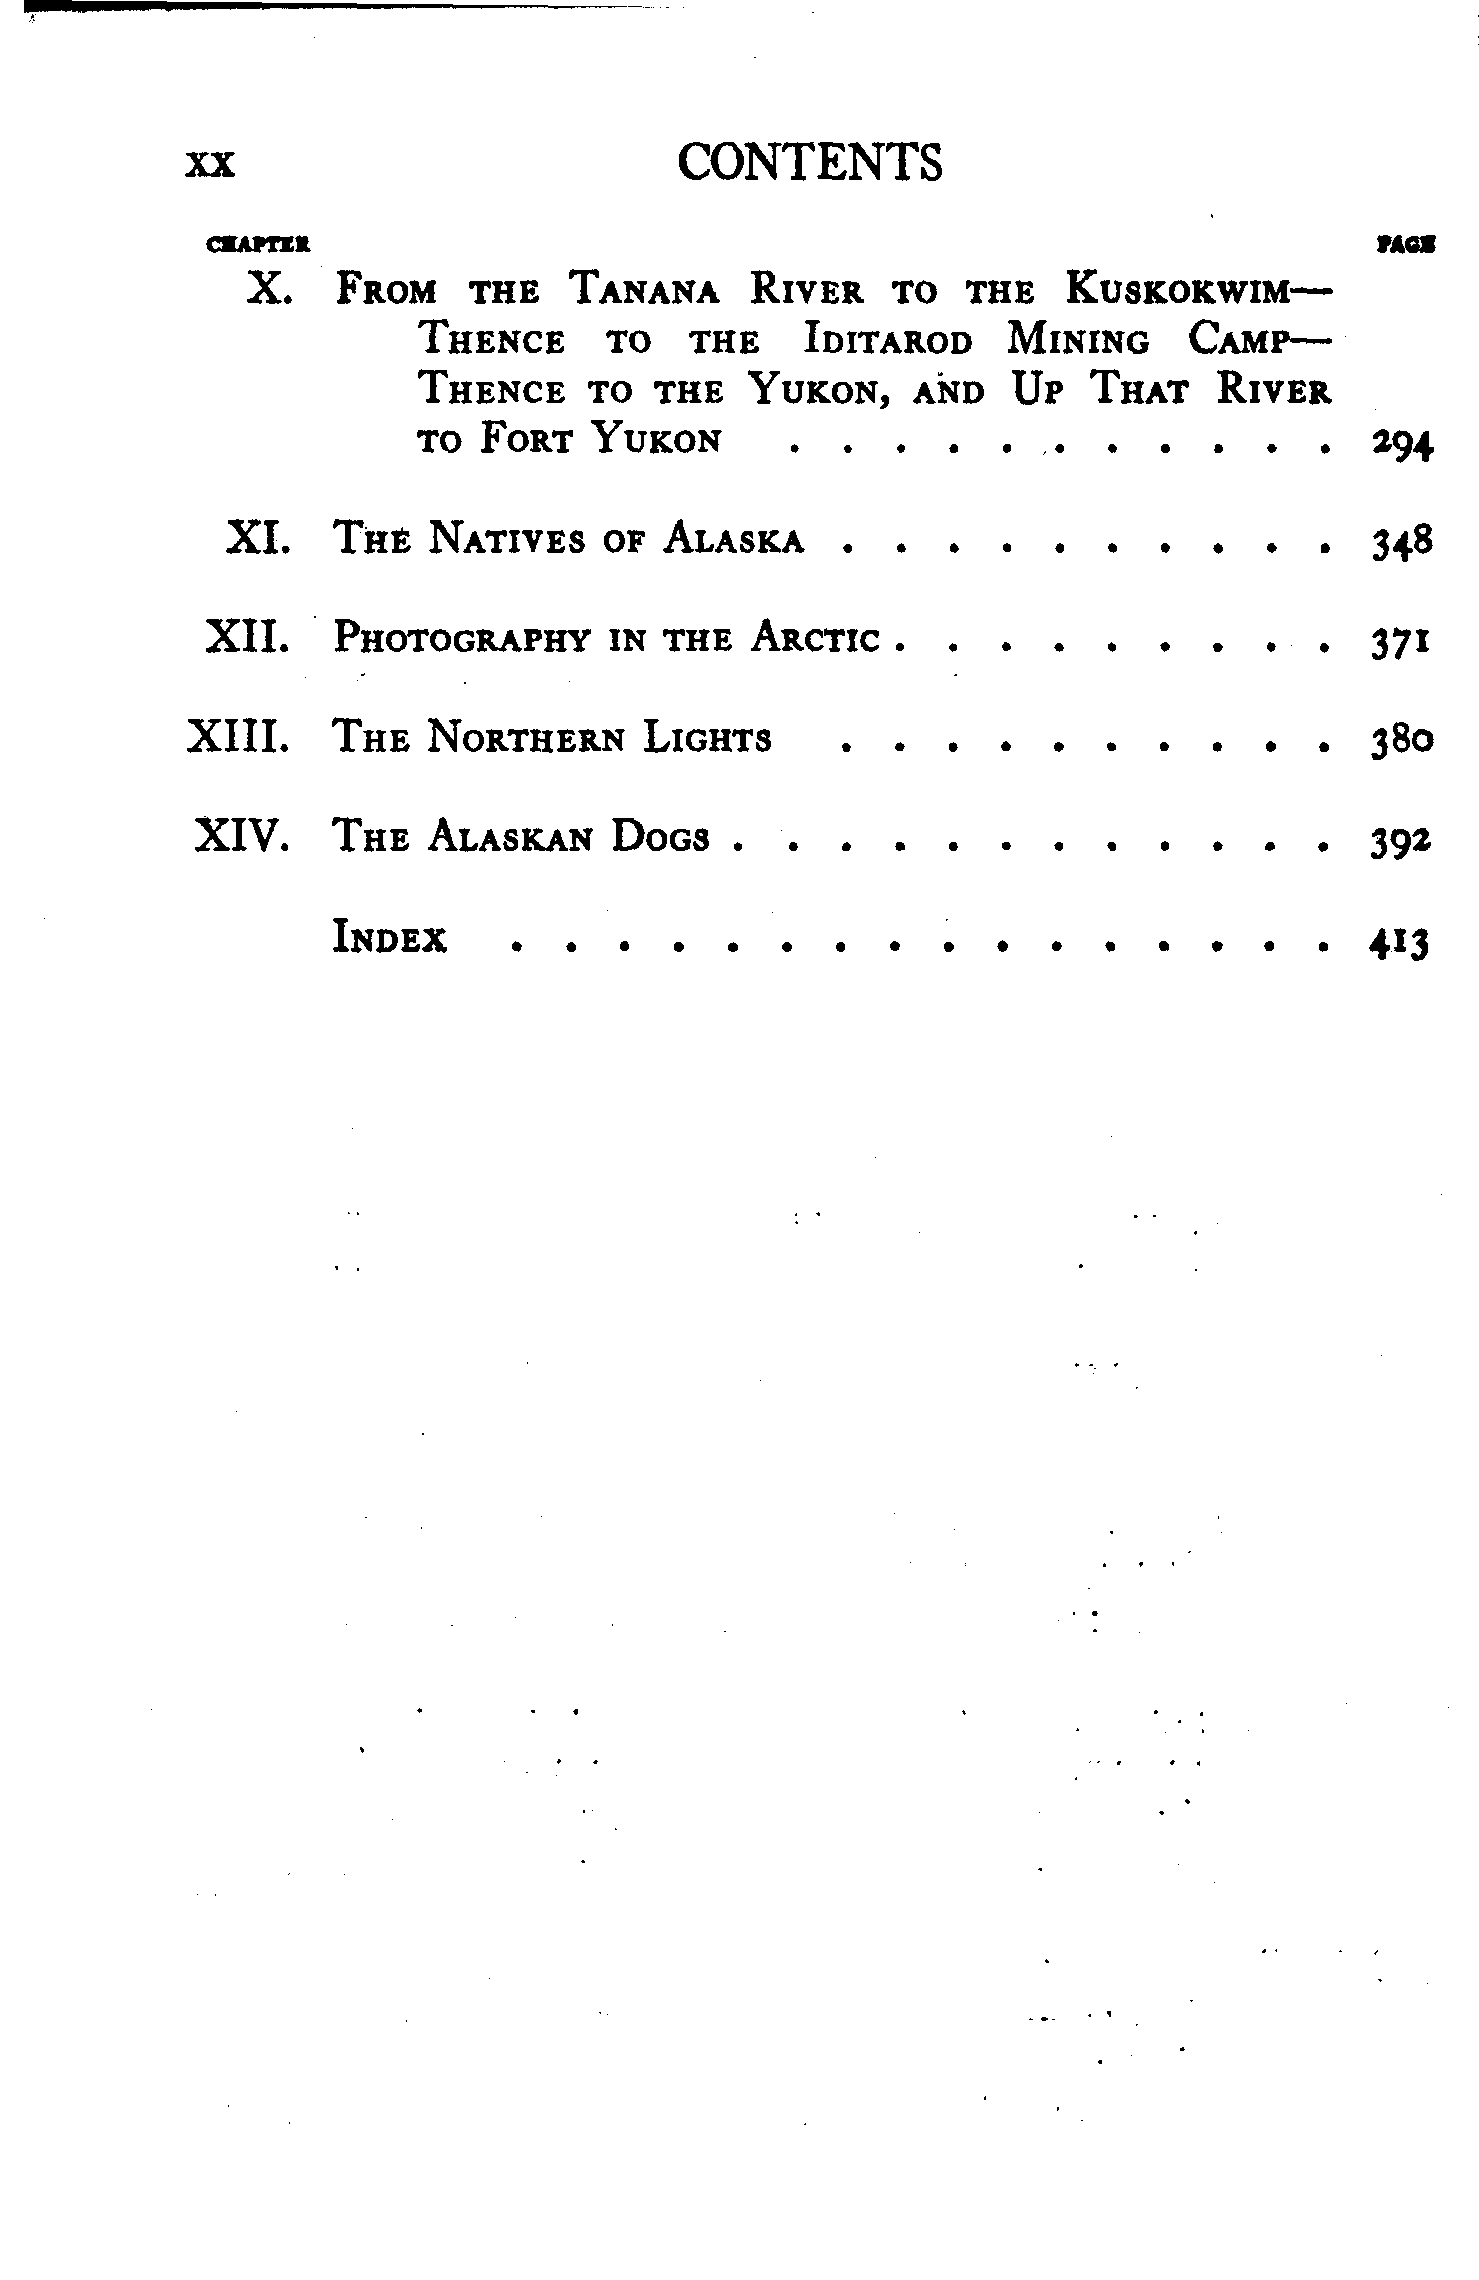 xx CONTENTS
CHAPTER PAGE
X. From the Tanana River to the Kuskokwim—
Thence to the Iditarod Mining Camp—
Thence to the Yukon, and Up That River
to Fort Yukon . . . . . . . . . . . 294
XI. The Natives of Alaska . . . . . . . . . . 348
XII. Photography in the Arctic . . . . . . . . . 371
XIII. The Northern Lights . . . . . . . . . . 380
XIV. The Alaskan Dogs . . . . . . . . . . . . 392
Index . . . . . . . . . . . . . . . . 413